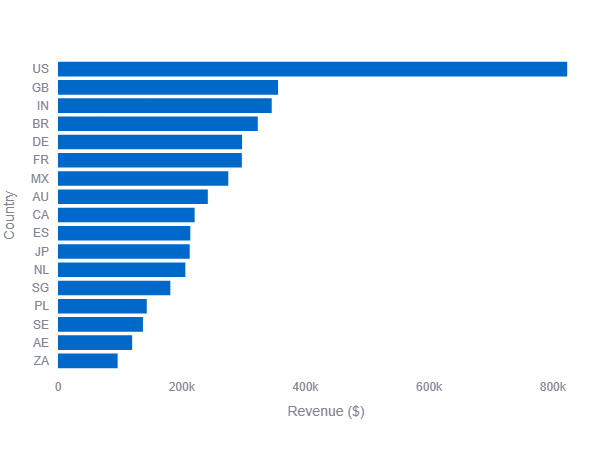 US
GB
IN
BR
DE
FR
MX
AU
CA
ES
JP
NL
SG
PL
SE
AE
ZA
Country
0 200k 400k 600k 800k
Revenue ($)